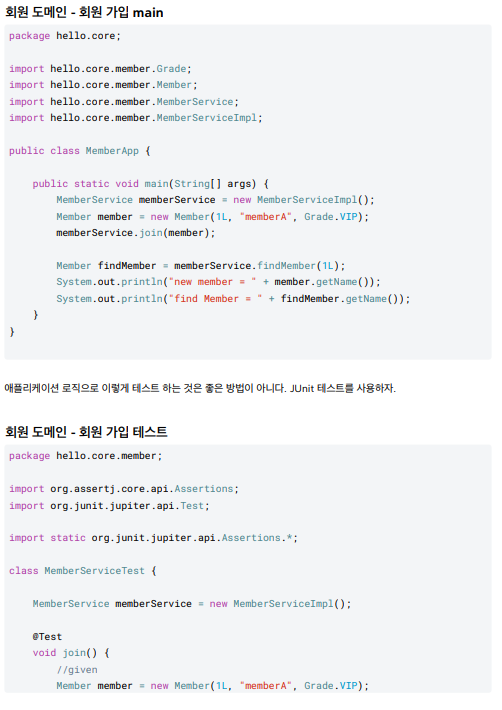 회원 도메인 - 회원 가입 main
package hello.core;
import hello.core.member.Grade;
import hello.core.member.Member;
import hello.core.member.MemberService;
import hello.core.member.MemberServiceImpl;
public class MemberApp {
    public static void main(String[] args) {
        MemberService memberService = new MemberServiceImpl();
        Member member = new Member(1L, "memberA", Grade.VIP);
        memberService.join(member);
        Member findMember = memberService.findMember(1L);
        System.out.println("new member = " + member.getName());
        System.out.println("find Member = " + findMember.getName());
    }
}
애플리케이션 로직으로 이렇게 테스트 하는 것은 좋은 방법이 아니다. JUnit 테스트를 사용하자.
회원 도메인 - 회원 가입 테스트
package hello.core.member;
import org.assertj.core.api.Assertions;
import org.junit.jupiter.api.Test;
import static org.junit.jupiter.api.Assertions.*;
class MemberServiceTest {
    MemberService memberService = new MemberServiceImpl();
    @Test
    void join() {
        //given
        Member member = new Member(1L, "memberA", Grade.VIP);